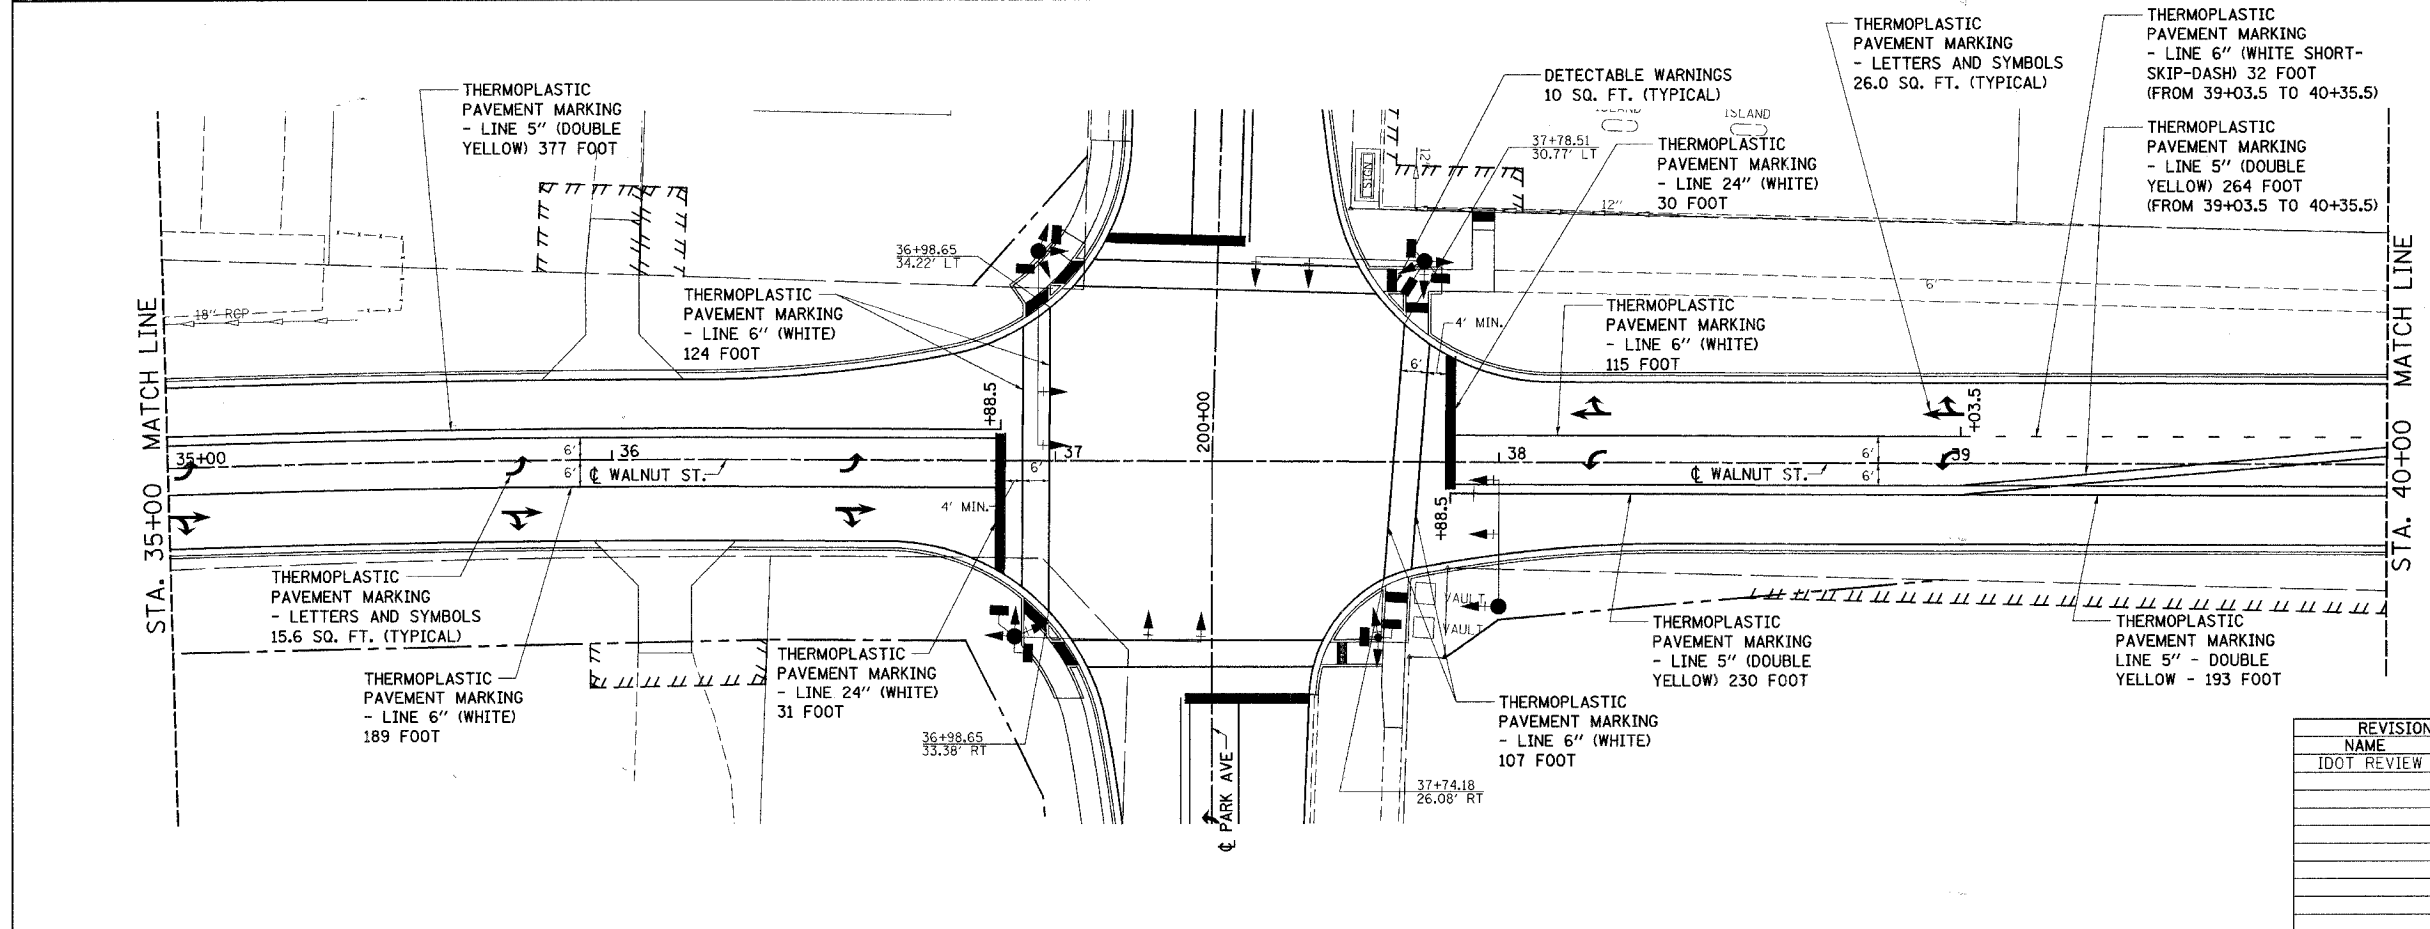 THERMOPLASTIC
PAVEMENT MARKING
- LINE 5" (DOUBLE
YELLOW) 377 FOOT
DETECTABLE WARNINGS
10 SQ. FT. (TYPICAL)
THERMOPLASTIC
PAVEMENT MARKING
- LETTERS AND SYMBOLS
26.0 SQ. FT. (TYPICAL)
THERMOPLASTIC
PAVEMENT MARKING
- LINE 6" (WHITE SHORT-
SKIP-DASH) 32 FOOT
(FROM 39+03.5 TO 40+35.5)
THERMOPLASTIC
PAVEMENT MARKING
- LINE 5" (DOUBLE
YELLOW) 264 FOOT
(FROM 39+03.5 TO 40+35.5)
ISLAND
ISLAND
37+78.51
30.77' LT
THERMOPLASTIC
PAVEMENT MARKING
- LINE 24" (WHITE)
30 FOOT
SIGN
12"
12"
36+98.65
34.22' LT
THERMOPLASTIC
PAVEMENT MARKING
- LINE 6" (WHITE)
124 FOOT
18" RCP
6'
4' MIN.
6'
THERMOPLASTIC
PAVEMENT MARKING
- LINE 6" (WHITE)
115 FOOT
STA. 35+00 MATCH LINE
STA. 40+00 MATCH LINE
+88.5
200+00
+03.5
35+00
6'
6'
36
℄ WALNUT ST.
37
6'
4' MIN.
38
℄ WALNUT ST.
6'
6'
39
+88.5
THERMOPLASTIC
PAVEMENT MARKING
- LETTERS AND SYMBOLS
15.6 SQ. FT. (TYPICAL)
THERMOPLASTIC
PAVEMENT MARKING
- LINE 6" (WHITE)
189 FOOT
THERMOPLASTIC
PAVEMENT MARKING
- LINE 24" (WHITE)
31 FOOT
36+98.65
33.38' RT
VAULT
VAULT
THERMOPLASTIC
PAVEMENT MARKING
- LINE 5" (DOUBLE
YELLOW) 230 FOOT
THERMOPLASTIC
PAVEMENT MARKING
LINE 5" - DOUBLE
YELLOW - 193 FOOT
THERMOPLASTIC
PAVEMENT MARKING
- LINE 6" (WHITE)
107 FOOT
37+74.18
26.08' RT
℄ PARK AVE
REVISION
NAME
IDOT REVIEW